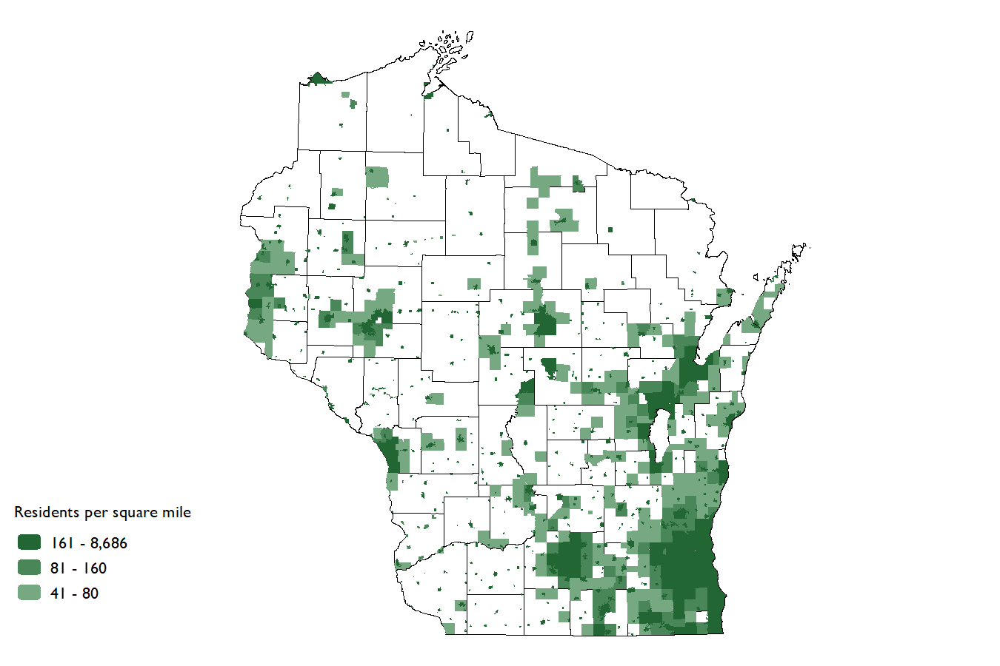 Residents per square mile
161 - 8,686
81 - 160
41 - 80